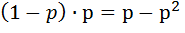 (1 − p) · p = p − p²